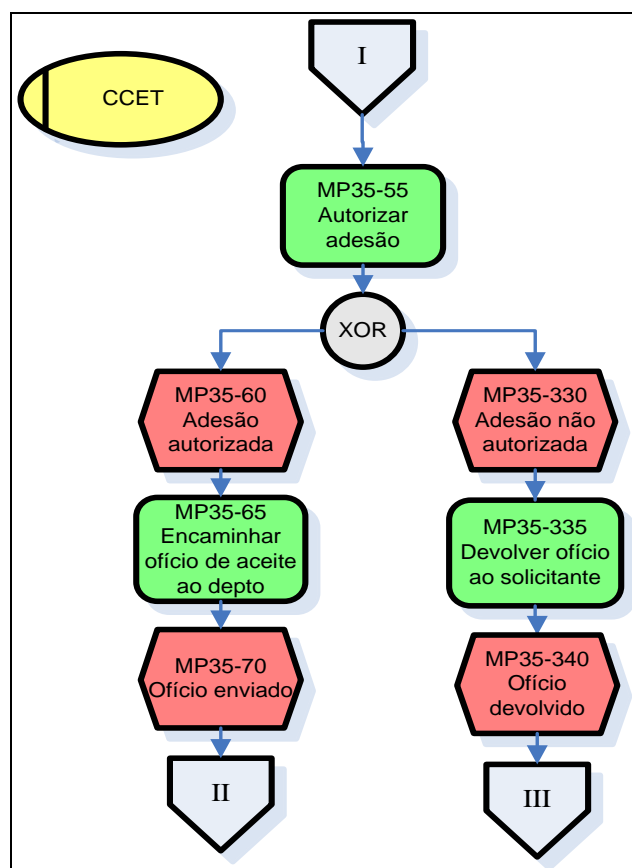 I
CCET
MP35-55
Autorizar
adesão
XOR
MP35-60
Adesão
autorizada
MP35-330
Adesão não
autorizada
MP35-65
Encaminhar
ofício de aceite
ao depto
MP35-335
Devolver ofício
ao solicitante
MP35-70
Ofício enviado
MP35-340
Ofício
devolvido
II
III